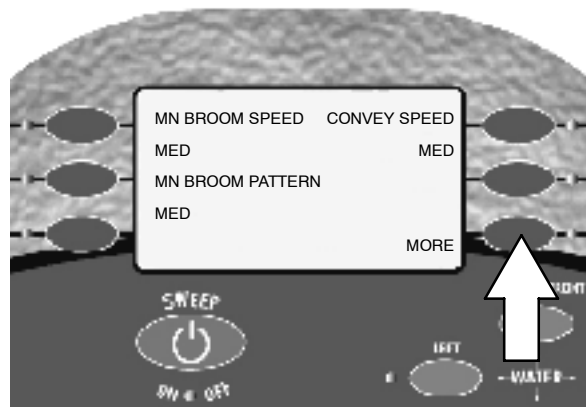 MN BROOM SPEED CONVEY SPEED
MED MED
MN BROOM PATTERN
MED
MORE
SWEEP
ON OFF
LEFT
WATER